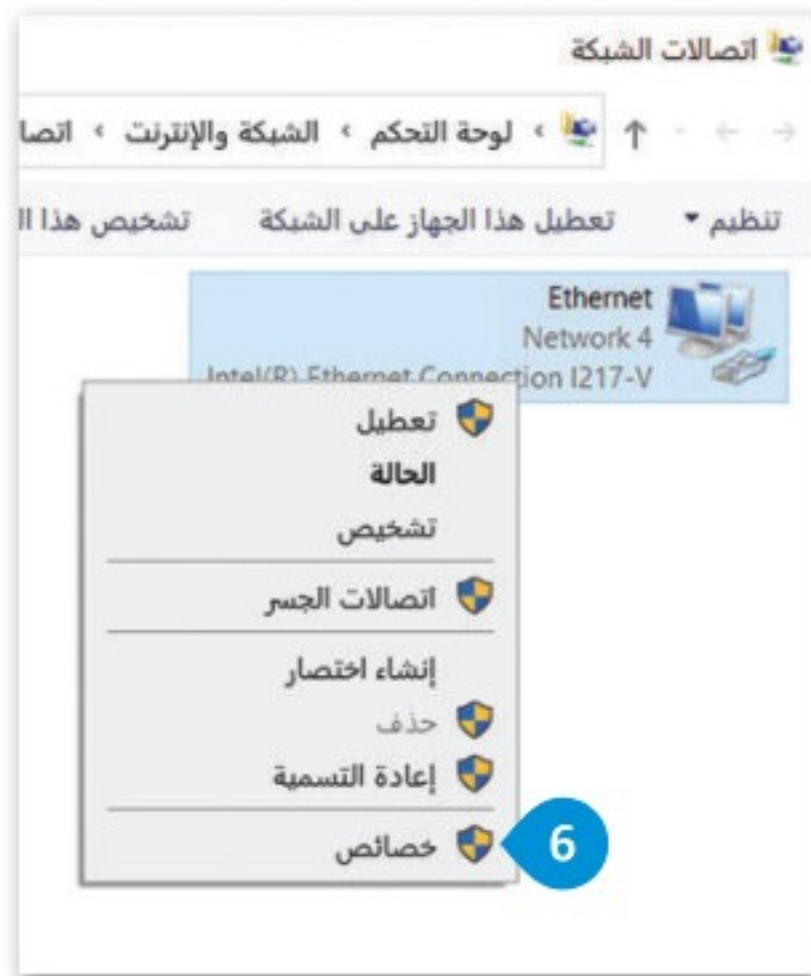 اتصالات الشبكة
لوحة التحكم › الشبكة والإنترنت › اتصا
تنظيم ▾ تعطيل هذا الجهاز على الشبكة تشخيص هذا ال
Ethernet
Network 4
Intel(R) Ethernet Connection I217-V
تعطيل
الحالة
تشخيص
اتصالات الجسر
إنشاء اختصار
حذف
إعادة التسمية
خصائص 6